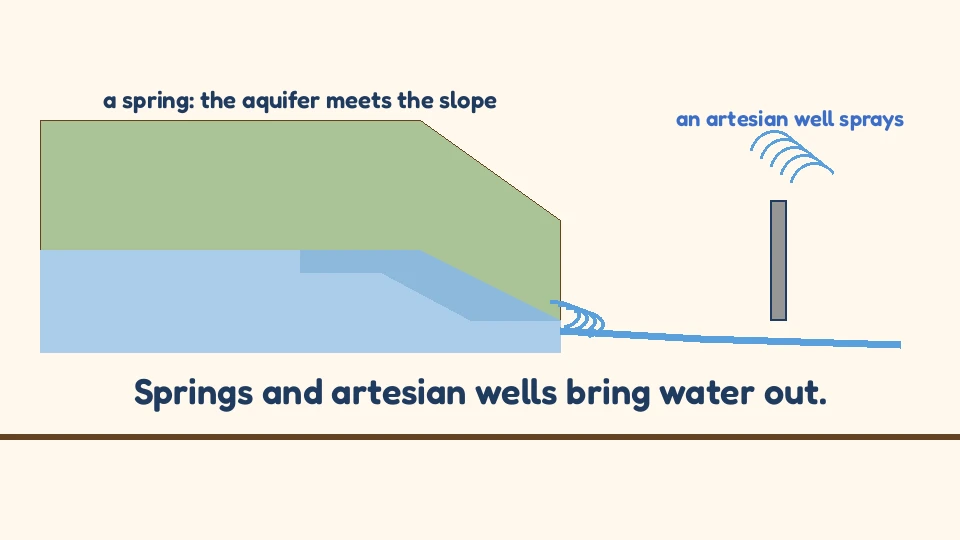 a spring: the aquifer meets the slope
an artesian well sprays
Springs and artesian wells bring water out.